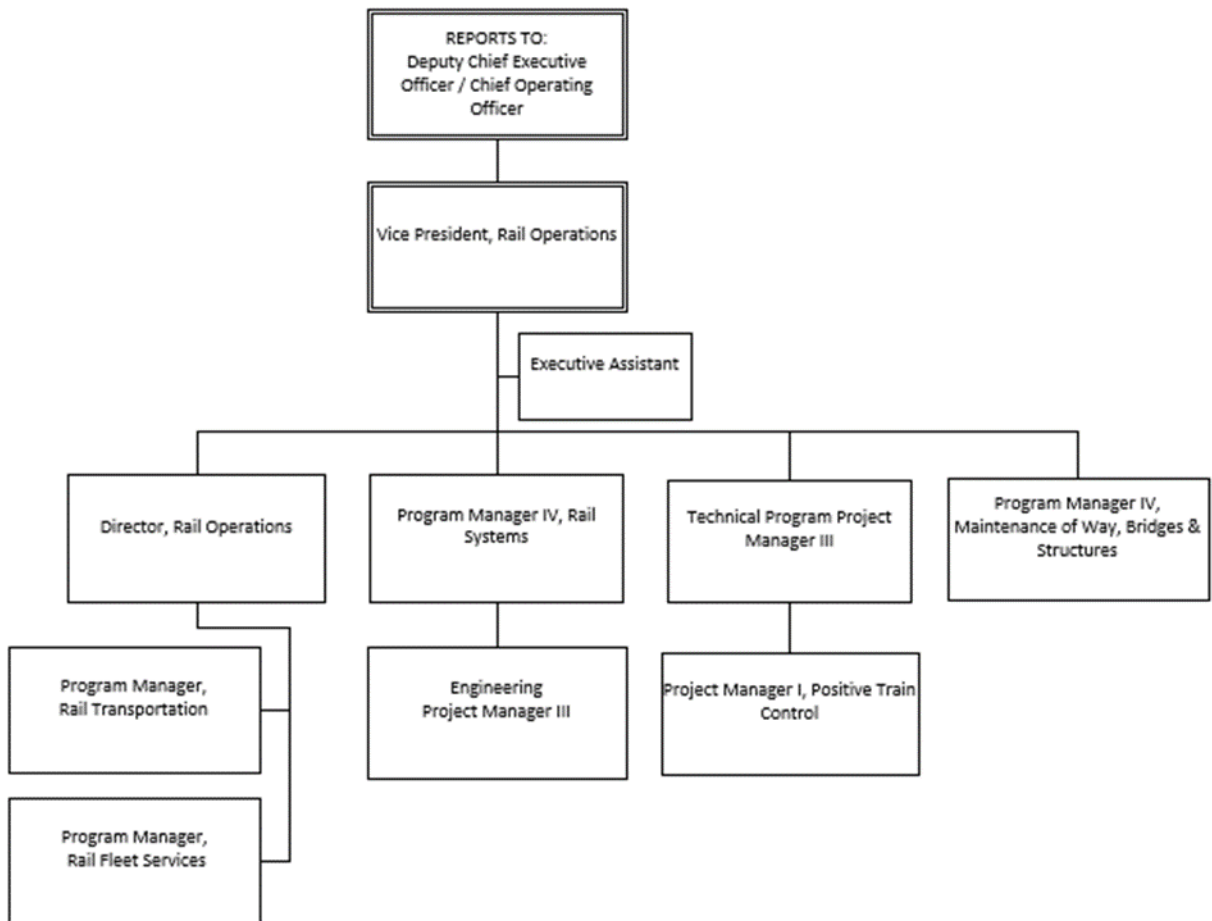 REPORTS TO:
Deputy Chief Executive
Officer / Chief Operating
Officer
Vice President, Rail Operations
Executive Assistant
Director, Rail Operations
Program Manager IV, Rail
Systems
Technical Program Project
Manager III
Program Manager IV,
Maintenance of Way, Bridges &
Structures
Program Manager,
Rail Transportation
Engineering
Project Manager III
Project Manager I, Positive Train
Control
Program Manager,
Rail Fleet Services